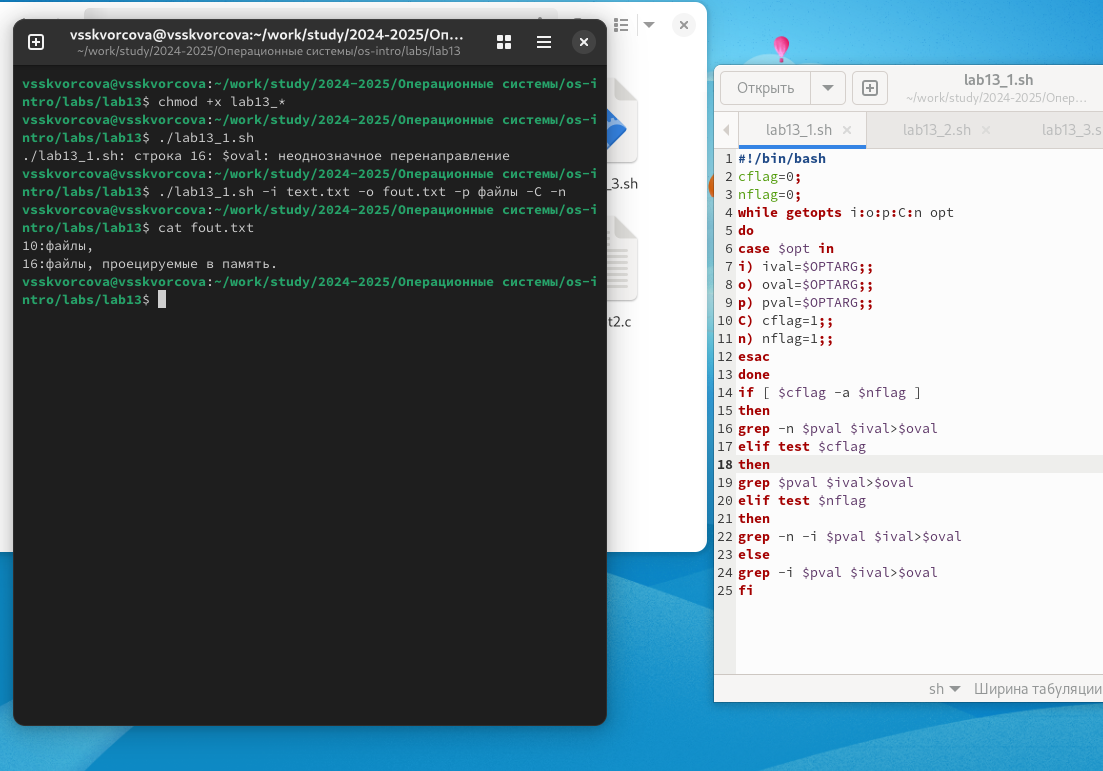 vsskvorcova@vsskvorcova:~/work/study/2024-2025/Оп...
~/work/study/2024-2025/Операционные системы/os-intro/labs/lab13
vsskvorcova@vsskvorcova:~/work/study/2024-2025/Операционные системы/os-i
ntro/labs/lab13$ chmod +x lab13_*
vsskvorcova@vsskvorcova:~/work/study/2024-2025/Операционные системы/os-i
ntro/labs/lab13$ ./lab13_1.sh
./lab13_1.sh: строка 16: $oval: неоднозначное перенаправление
vsskvorcova@vsskvorcova:~/work/study/2024-2025/Операционные системы/os-i
ntro/labs/lab13$ ./lab13_1.sh -i text.txt -o fout.txt -p файлы -C -n
vsskvorcova@vsskvorcova:~/work/study/2024-2025/Операционные системы/os-i
ntro/labs/lab13$ cat fout.txt
10:файлы,
16:файлы, проецируемые в память.
vsskvorcova@vsskvorcova:~/work/study/2024-2025/Операционные системы/os-i
ntro/labs/lab13$
_3.sh
t2.c
Открыть
lab13_1.sh
~/work/study/2024-2025/Опер...
lab13_1.sh
lab13_2.sh
lab13_3.s
1 #!/bin/bash
2 cflag=0;
3 nflag=0;
4 while getopts i:o:p:C:n opt
5 do
6 case $opt in
7 i) ival=$OPTARG;;
8 o) oval=$OPTARG;;
9 p) pval=$OPTARG;;
10 C) cflag=1;;
11 n) nflag=1;;
12 esac
13 done
14 if [ $cflag -a $nflag ]
15 then
16 grep -n $pval $ival>$oval
17 elif test $cflag
18 then
19 grep $pval $ival>$oval
20 elif test $nflag
21 then
22 grep -n -i $pval $ival>$oval
23 else
24 grep -i $pval $ival>$oval
25 fi
sh
Ширина табуляции